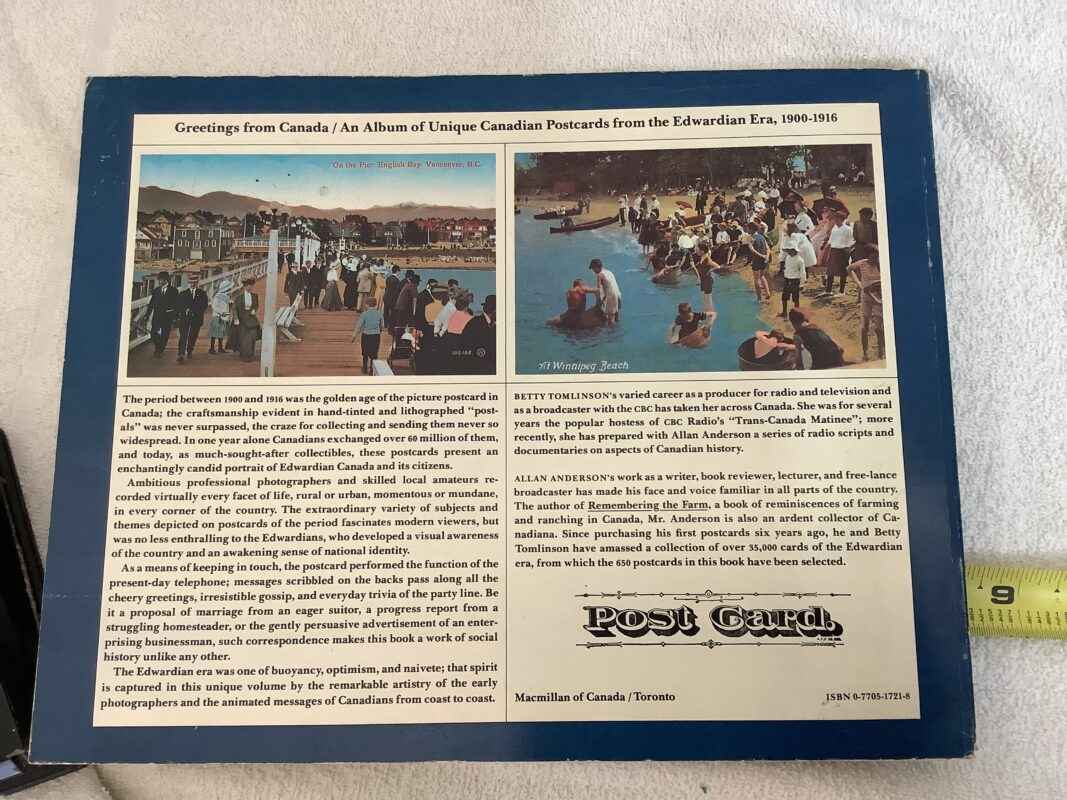 Greetings from Canada / An Album of Unique Canadian Postcards from the Edwardian Era, 1900-1916
On the Pier English Bay, Vancouver, B.C.
At Winnipeg Beach
The period between 1900 and 1916 was the golden age of the picture postcard in
Canada; the craftsmanship evident in hand-tinted and lithographed "post-
als" was never surpassed, the craze for collecting and sending them never so
widespread. In one year alone Canadians exchanged over 60 million of them,
and today, as much-sought-after collectibles, these postcards present an
enchantingly candid portrait of Edwardian Canada and its citizens.
Ambitious professional photographers and skilled local amateurs re-
corded virtually every facet of life, rural or urban, momentous or mundane,
in every corner of the country. The extraordinary variety of subjects and
themes depicted on postcards of the period fascinates modern viewers, but
was no less enthralling to the Edwardians, who developed a visual awareness
of the country and an awakening sense of national identity.
As a means of keeping in touch, the postcard performed the function of the
present-day telephone; messages scribbled on the backs pass along all the
cheery greetings, irresistible gossip, and everyday trivia of the party line. Be
it a proposal of marriage from an eager suitor, a progress report from a
struggling homesteader, or the gently persuasive advertisement of an enter-
prising businessman, such correspondence makes this book a work of social
history unlike any other.
The Edwardian era was one of buoyancy, optimism, and naivete; that spirit
is captured in this unique volume by the remarkable artistry of the early
photographers and the animated messages of Canadians from coast to coast.
BETTY TOMLINSON's varied career as a producer for radio and television and
as a broadcaster with the CBC has taken her across Canada. She was for several
years the popular hostess of CBC Radio's "Trans-Canada Matinee"; more
recently, she has prepared with Allan Anderson a series of radio scripts and
documentaries on aspects of Canadian history.
ALLAN ANDERSON's work as a writer, book reviewer, lecturer, and free-lance
broadcaster has made his face and voice familiar in all parts of the country.
The author of Remembering the Farm, a book of reminiscences of farming
and ranching in Canada, Mr. Anderson is also an ardent collector of Ca-
nadiana. Since purchasing his first postcards six years ago, he and Betty
Tomlinson have amassed a collection of over 35,000 cards of the Edwardian
era, from which the 650 postcards in this book have been selected.
Post Card.
Macmillan of Canada / Toronto
ISBN 0-7705-1721-8
9